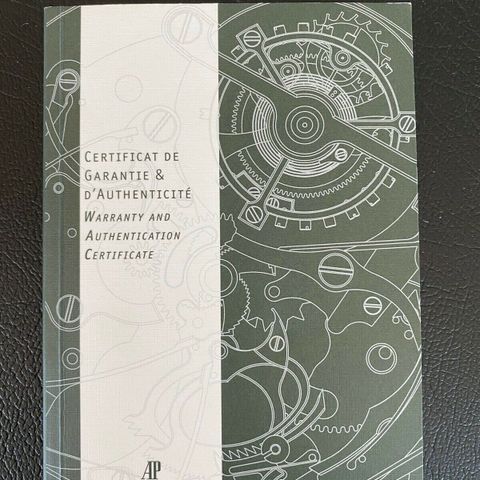 CERTIFICAT DE
GARANTIE &
D'AUTHENTICITÉ
WARRANTY AND
AUTHENTICATION
CERTIFICATE
AP